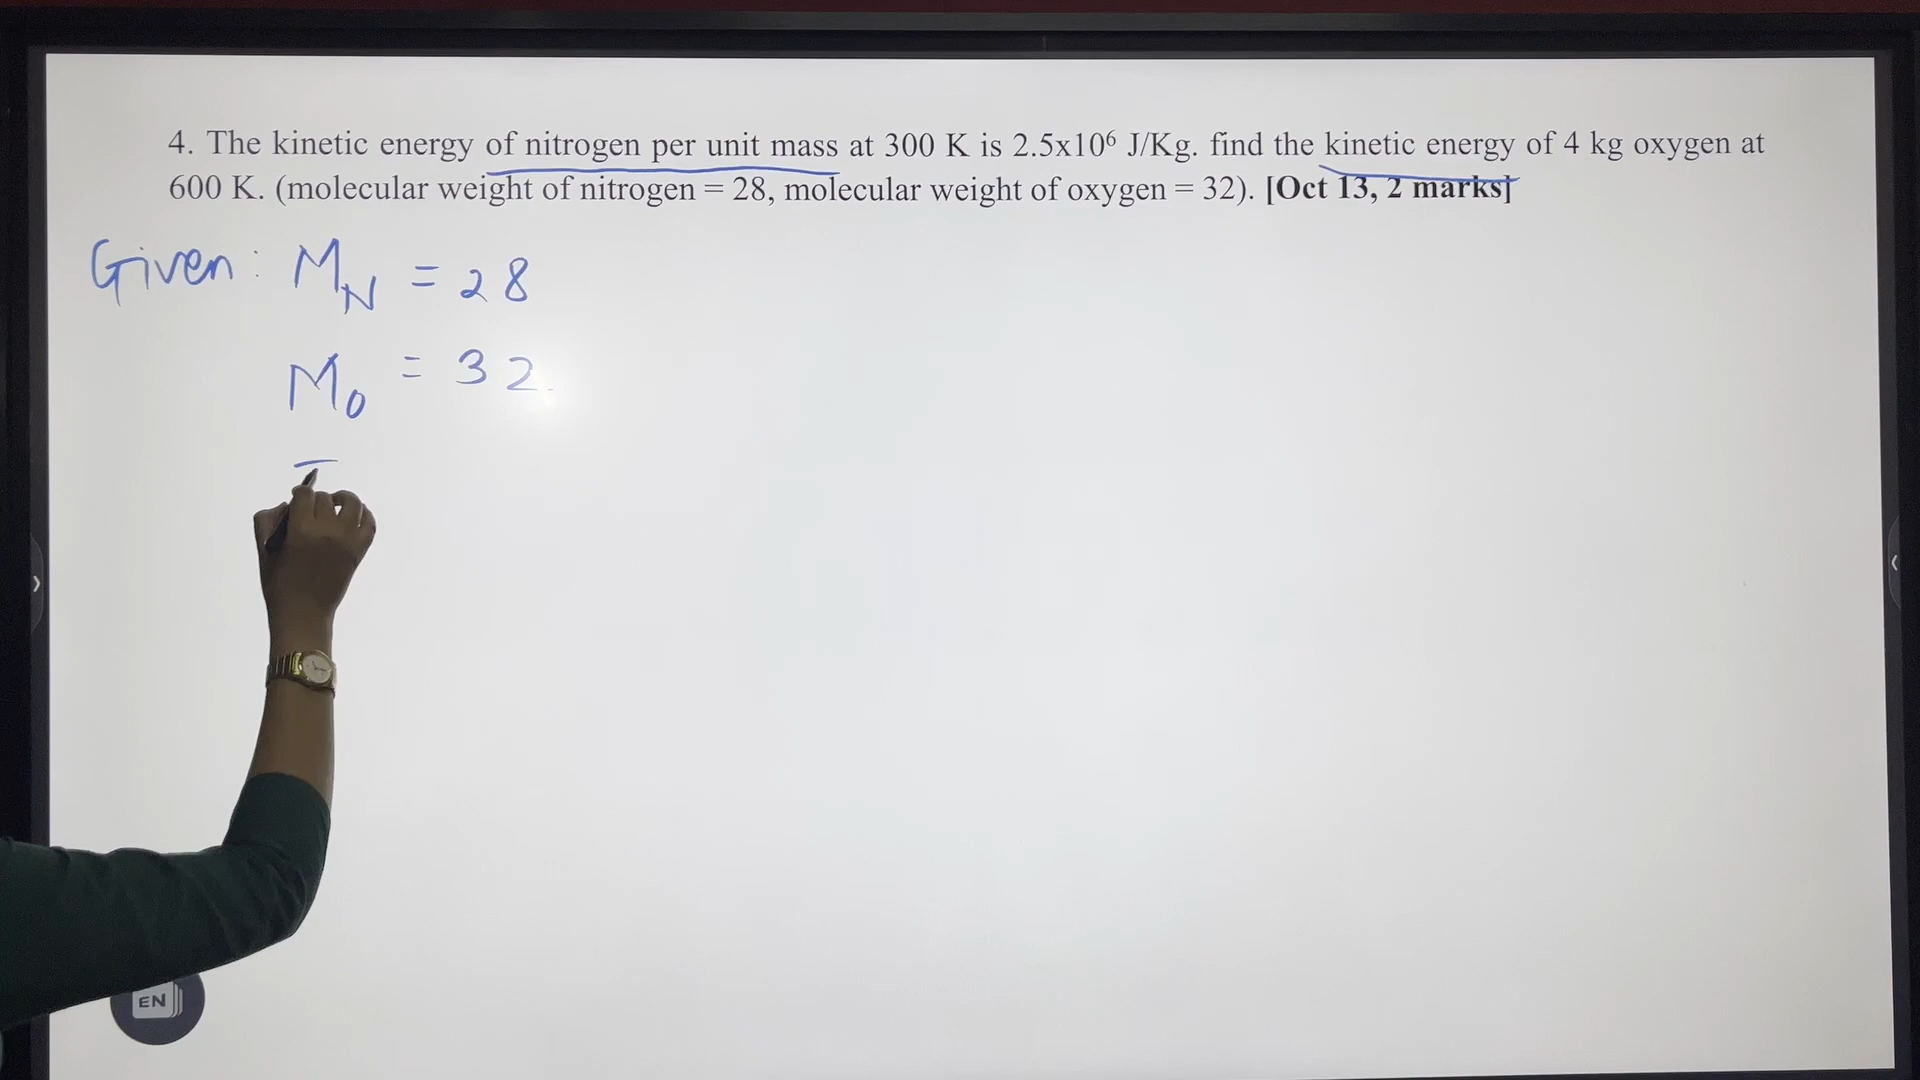 4. The kinetic energy of nitrogen per unit mass at 300 K is 2.5x10⁶ J/Kg. find the kinetic energy of 4 kg oxygen at
600 K. (molecular weight of nitrogen = 28, molecular weight of oxygen = 32). [Oct 13, 2 marks]
Given: M_N = 28
M_O = 32
EN